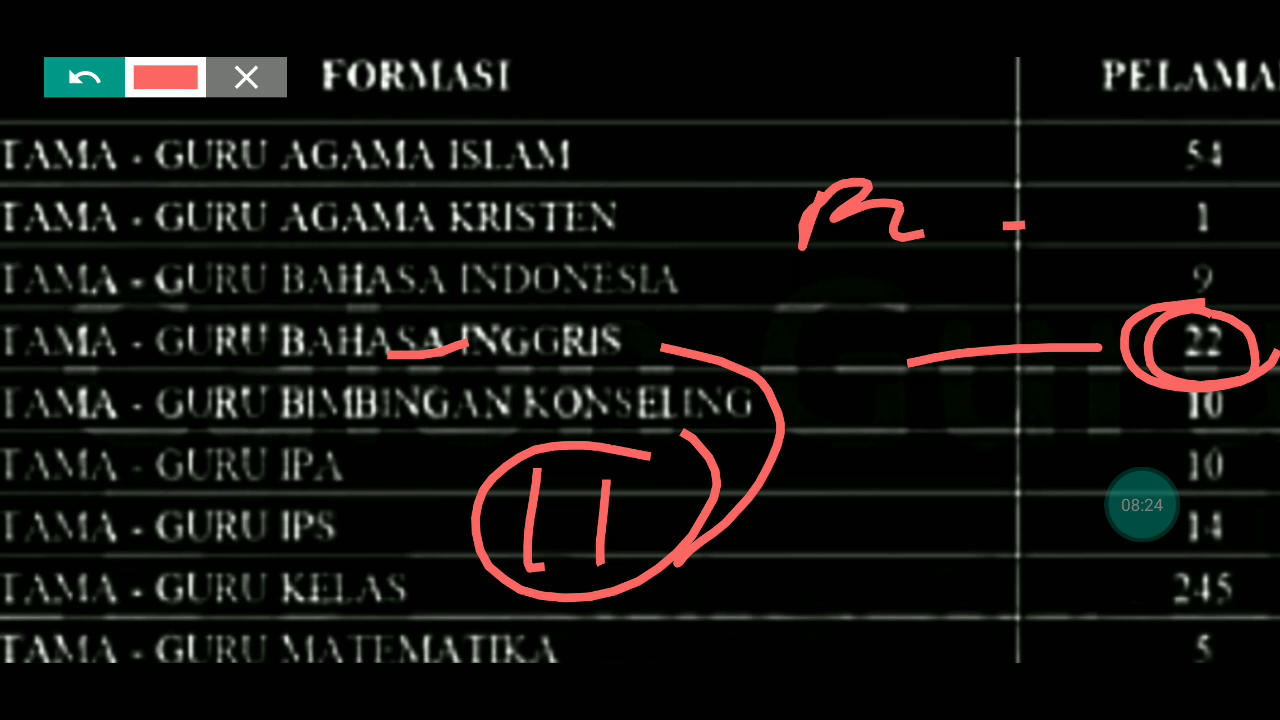 FORMASI PELAMA
TAMA - GURU AGAMA ISLAM 54
TAMA - GURU AGAMA KRISTEN 1
TAMA - GURU BAHASA INDONESIA 9
TAMA - GURU BAHASA INGGRIS 22
TAMA - GURU BIMBINGAN KONSELING 10
TAMA - GURU IPA 10
11
08:24
TAMA - GURU IPS 14
TAMA - GURU KELAS 245
TAMA - GURU MATEMATIKA 5